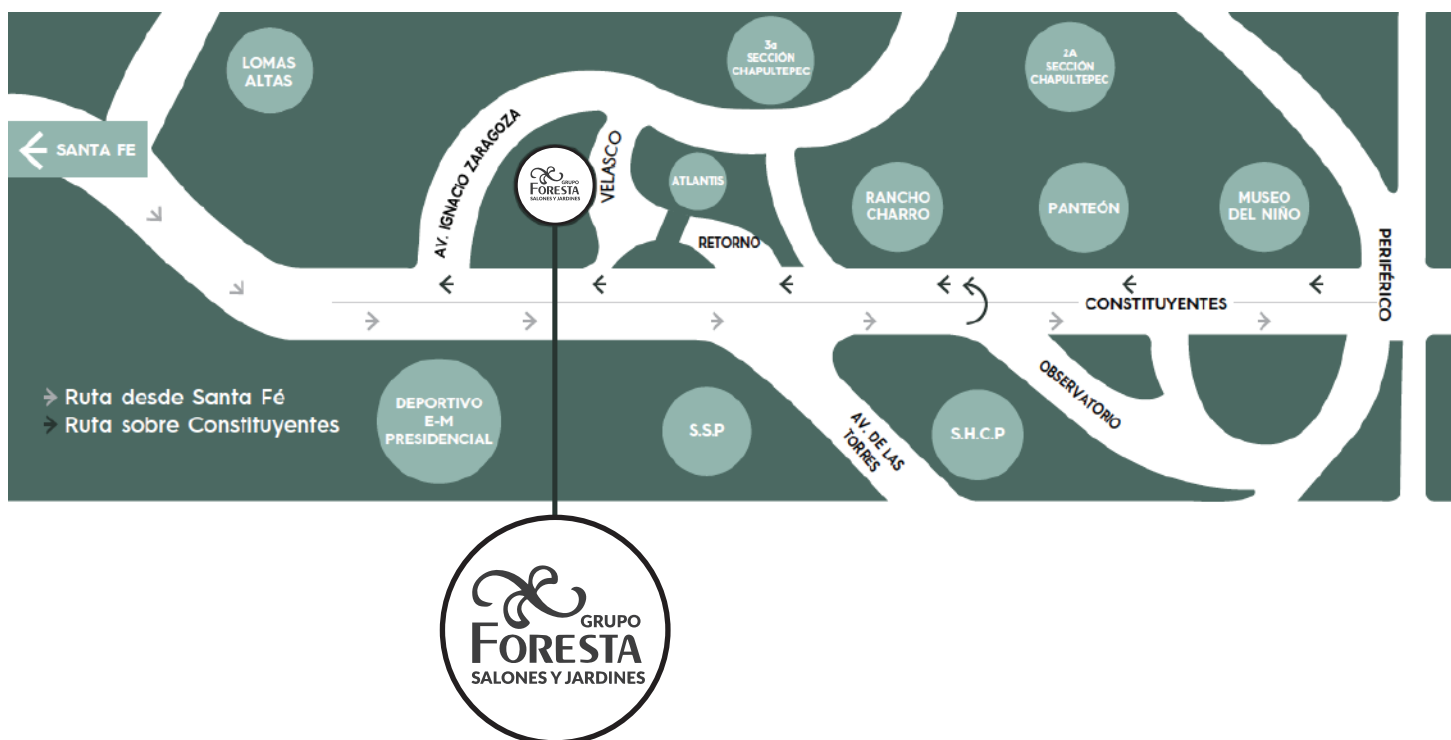 LOMAS
ALTAS
3a
SECCIÓN
CHAPULTEPEC
2A
SECCIÓN
CHAPULTEPEC
SANTA FE
AV. IGNACIO ZARAGOZA
GRUPO
FORESTA
SALONES Y JARDINES
VELASCO
ATLANTIS
RANCHO
CHARRO
PANTEÓN
MUSEO
DEL NIÑO
RETORNO
PERIFÉRICO
CONSTITUYENTES
Ruta desde Santa Fé
Ruta sobre Constituyentes
DEPORTIVO
E-M
PRESIDENCIAL
S.S.P
AV. DE LAS
TORRES
S.H.C.P
OBSERVATORIO
GRUPO
FORESTA
SALONES Y JARDINES